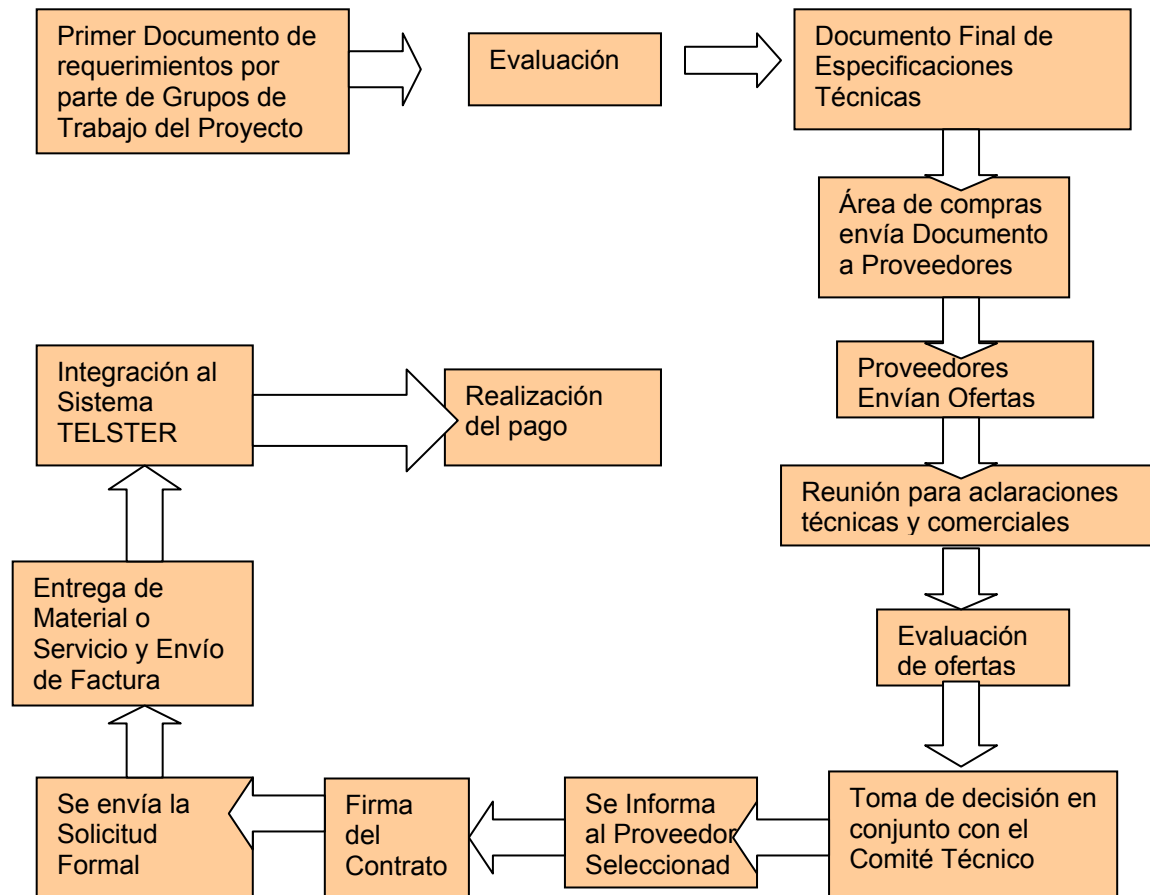 Primer Documento de
requerimientos por
parte de Grupos de
Trabajo del Proyecto
Evaluación
Documento Final de
Especificaciones
Técnicas
Área de compras
envía Documento
a Proveedores
Proveedores
Envían Ofertas
Reunión para aclaraciones
técnicas y comerciales
Evaluación
de ofertas
Toma de decisión en
conjunto con el
Comité Técnico
Se Informa
al Proveedor
Seleccionad
Firma
del
Contrato
Se envía la
Solicitud
Formal
Entrega de
Material o
Servicio y Envío
de Factura
Integración al
Sistema
TELSTER
Realización
del pago